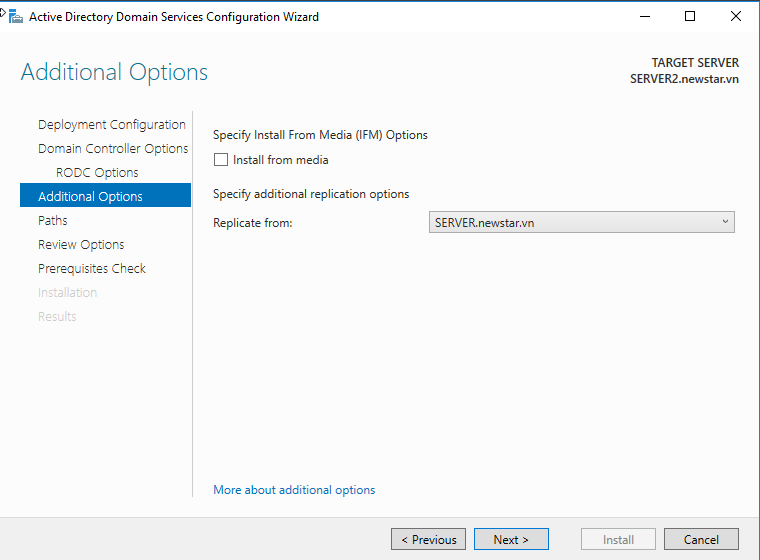 Active Directory Domain Services Configuration Wizard
Additional Options
TARGET SERVER
SERVER2.newstar.vn
Deployment Configuration
Domain Controller Options
RODC Options
Additional Options
Paths
Review Options
Prerequisites Check
Installation
Results
Specify Install From Media (IFM) Options
Install from media
Specify additional replication options
Replicate from:
SERVER.newstar.vn
More about additional options
< Previous
Next >
Install
Cancel